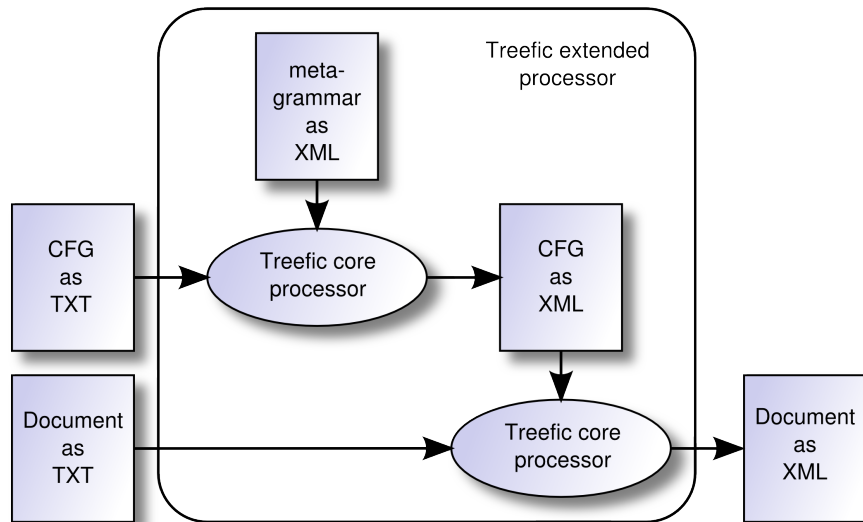 Treefic extended
processor
meta-
grammar
as
XML
CFG
as
TXT
Treefic core
processor
CFG
as
XML
Document
as
TXT
Treefic core
processor
Document
as
XML